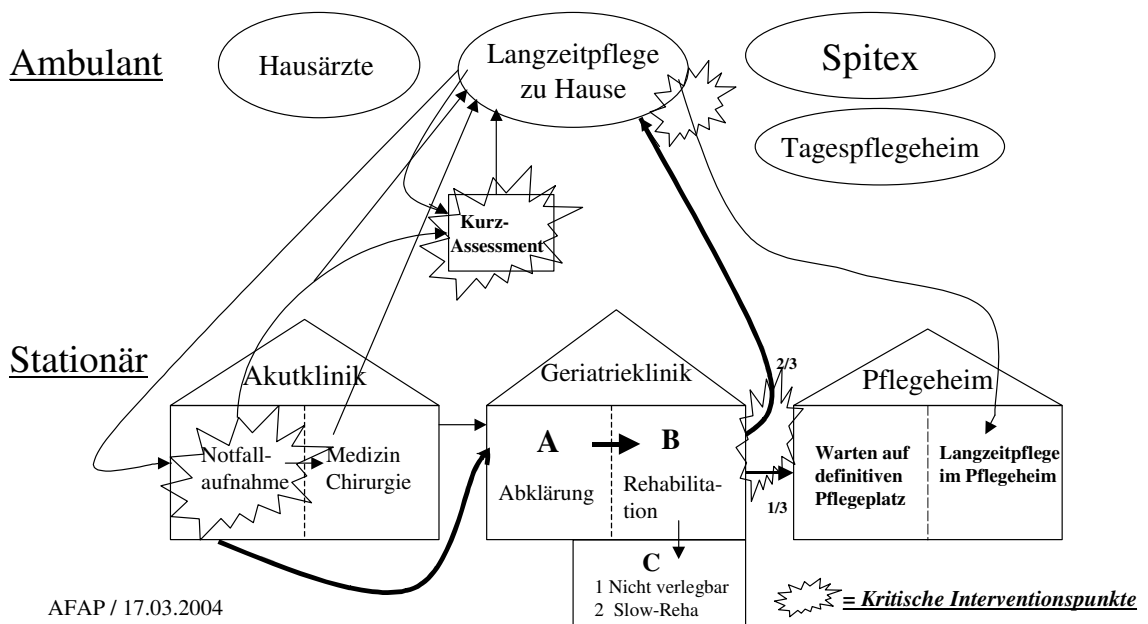 Ambulant
Hausärzte
Langzeitpflege
zu Hause
Spitex
Tagespflegeheim
Kurz-
Assessment
Stationär
Akutklinik
Notfall-
aufnahme
Medizin
Chirurgie
Geriatrieklinik
A
B
Abklärung
Rehabilita-
tion
C
1 Nicht verlegbar
2 Slow-Reha
2/3
1/3
Pflegeheim
Warten auf
definitiven
Pflegeplatz
Langzeitpflege
im Pflegeheim
AFAP / 17.03.2004
= Kritische Interventionspunkte